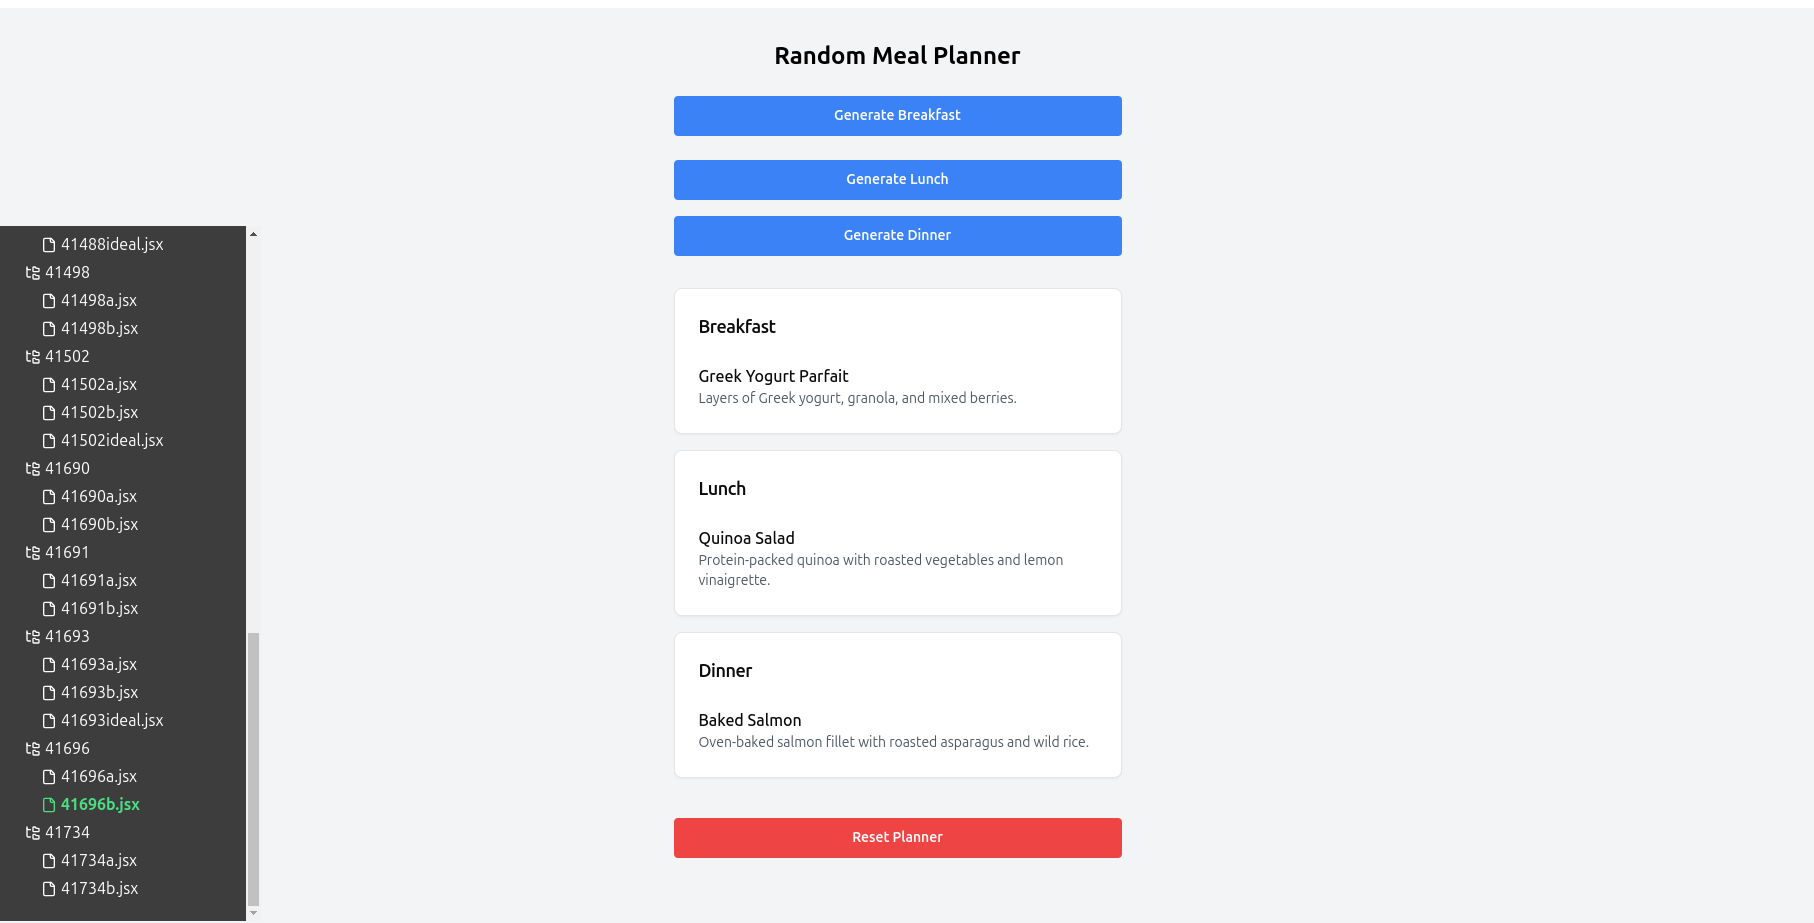 Random Meal Planner
Generate Breakfast
Generate Lunch
Generate Dinner
Breakfast
Greek Yogurt Parfait
Layers of Greek yogurt, granola, and mixed berries.
Lunch
Quinoa Salad
Protein-packed quinoa with roasted vegetables and lemon
vinaigrette.
Dinner
Baked Salmon
Oven-baked salmon fillet with roasted asparagus and wild rice.
Reset Planner
41488ideal.jsx
41498
41498a.jsx
41498b.jsx
41502
41502a.jsx
41502b.jsx
41502ideal.jsx
41690
41690a.jsx
41690b.jsx
41691
41691a.jsx
41691b.jsx
41693
41693a.jsx
41693b.jsx
41693ideal.jsx
41696
41696a.jsx
41696b.jsx
41734
41734a.jsx
41734b.jsx